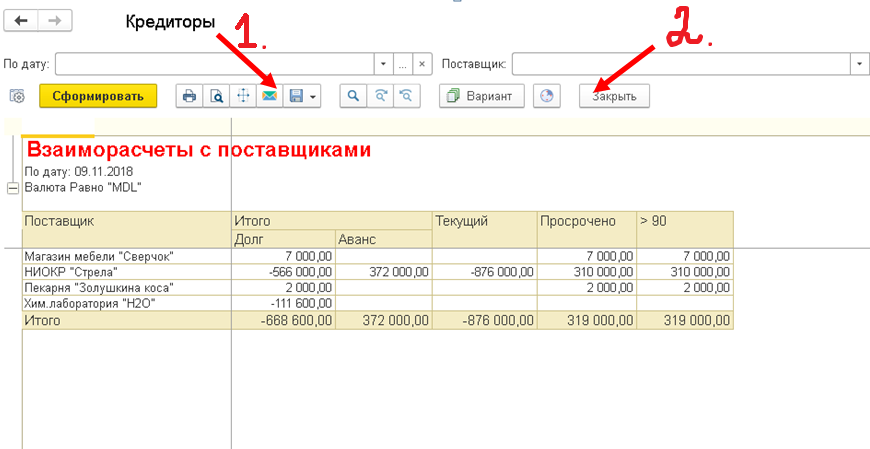 Кредиторы
1.
2.
По дату:
...
Поставщик:
Сформировать
Вариант
Закрыть
Взаиморасчеты с поставщиками
По дату: 09.11.2018
Валюта Равно "MDL"
Поставщик Итого Текущий Просрочено > 90
Долг Аванс
Магазин мебели "Сверчок" 7 000,00 7 000,00 7 000,00
НИОКР "Стрела" -566 000,00 372 000,00 -876 000,00 310 000,00 310 000,00
Пекарня "Золушкина коса" 2 000,00 2 000,00 2 000,00
Хим.лаборатория "Н2О" -111 600,00
Итого -668 600,00 372 000,00 -876 000,00 319 000,00 319 000,00